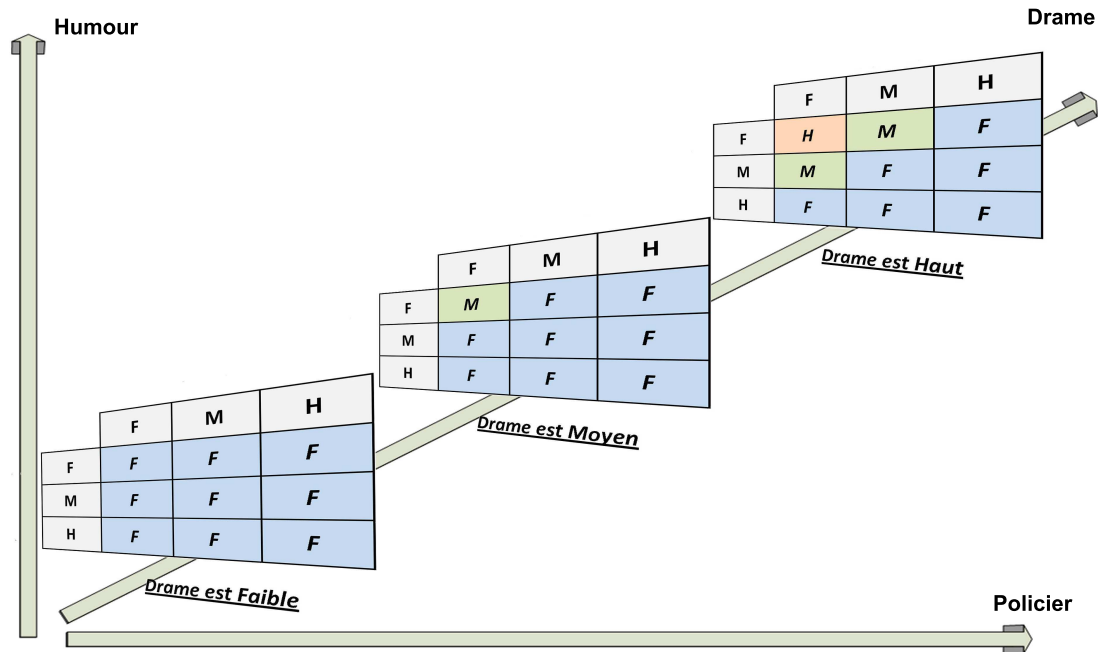 Humour
Drame
F M H
F H M F
M M F F
H F F F
Drame est Haut
F M H
F M F F
M F F F
H F F F
Drame est Moyen
F M H
F F F F
M F F F
H F F F
Drame est Faible
Policier